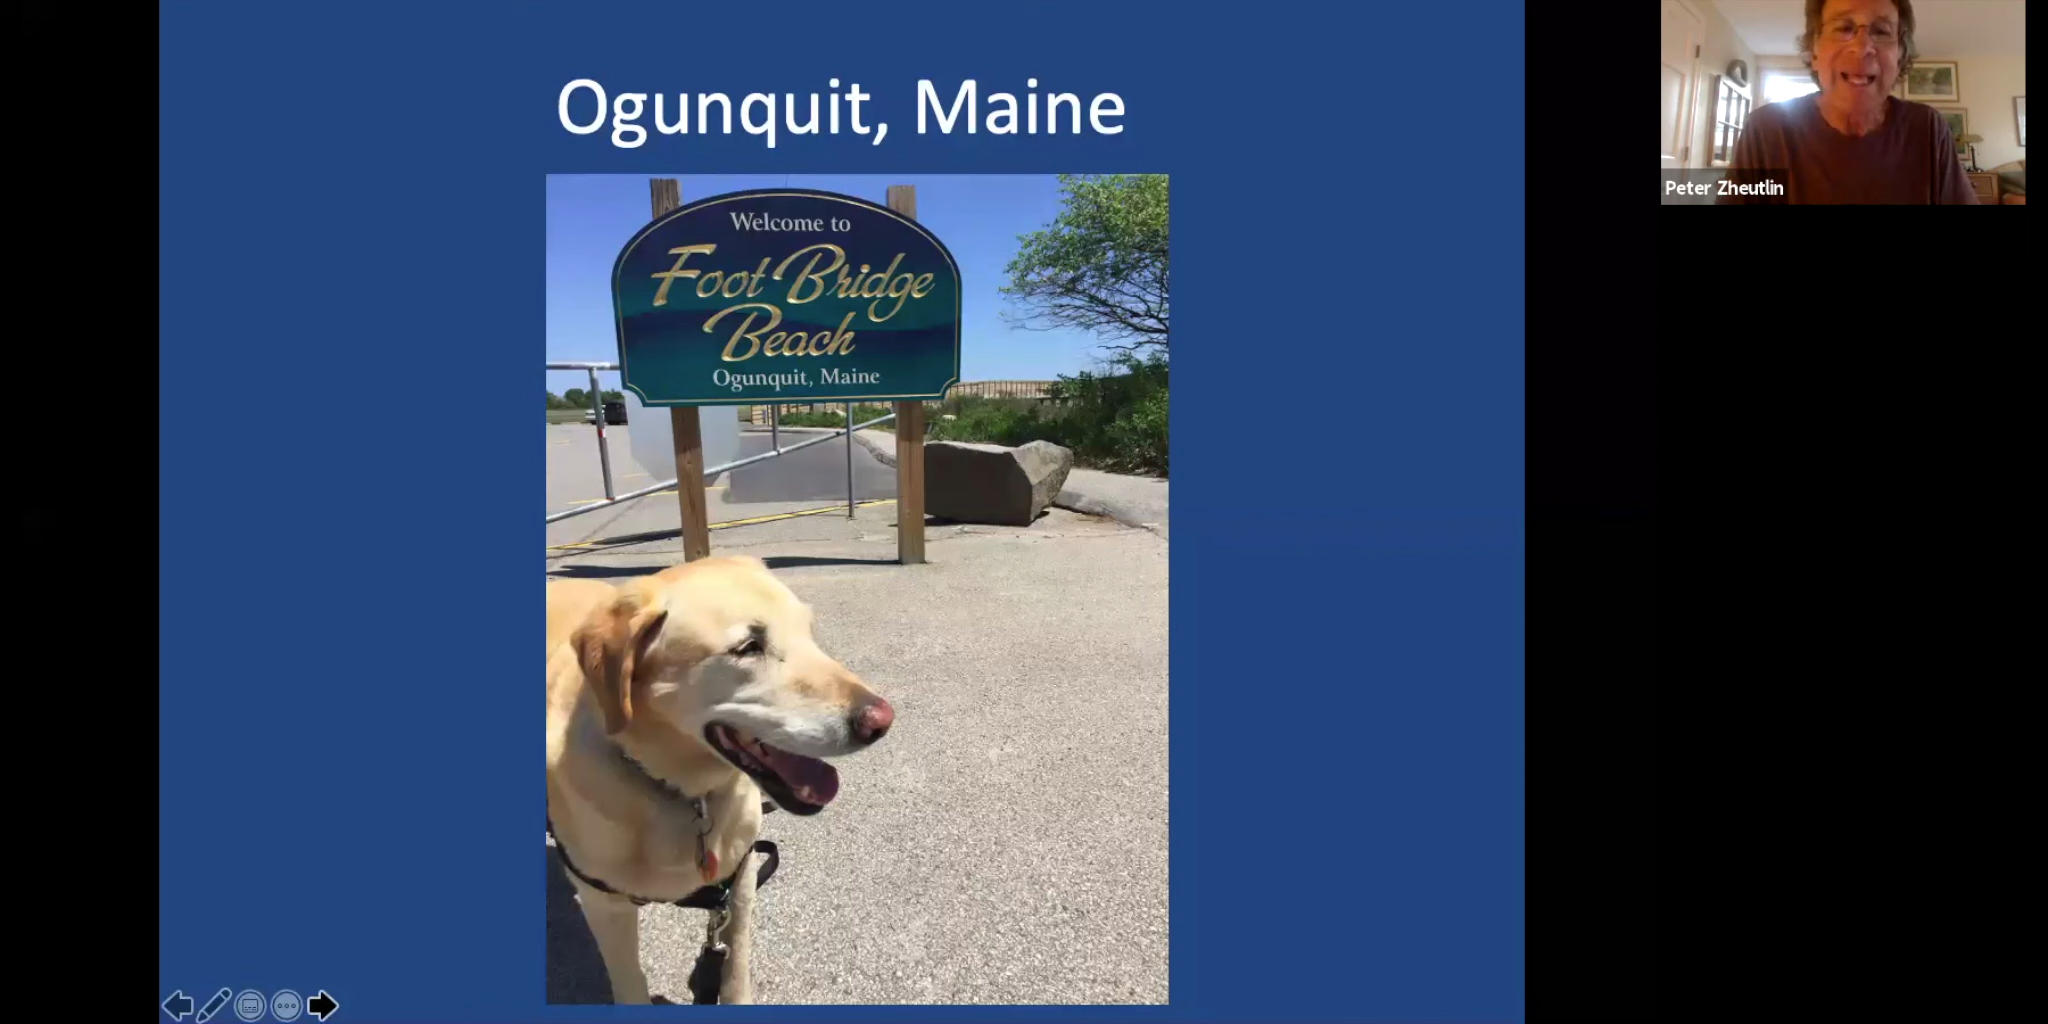 Ogunquit, Maine
Welcome to
Foot Bridge
Beach
Ogunquit, Maine
Peter Zheutlin